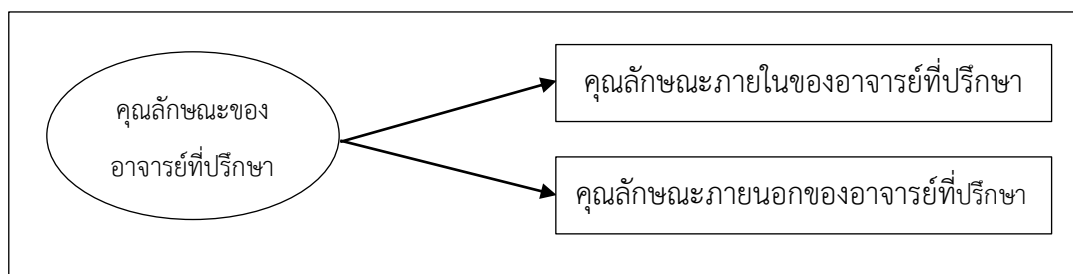 คุณลักษณะของ
อาจารย์ที่ปรึกษา
คุณลักษณะภายในของอาจารย์ที่ปรึกษา
คุณลักษณะภายนอกของอาจารย์ที่ปรึกษา